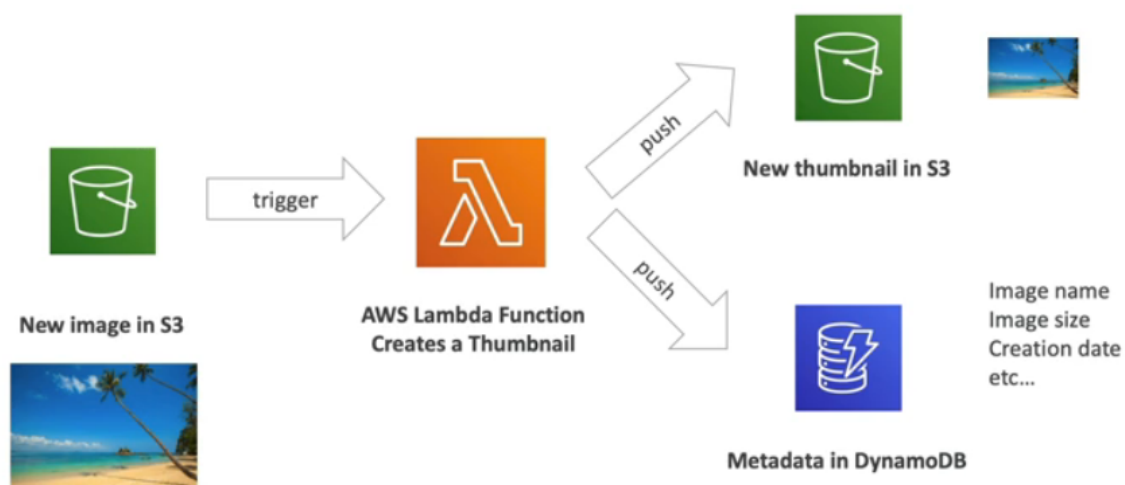 trigger
push
push
New image in S3
AWS Lambda Function
Creates a Thumbnail
New thumbnail in S3
Image name
Image size
Creation date
etc...
Metadata in DynamoDB